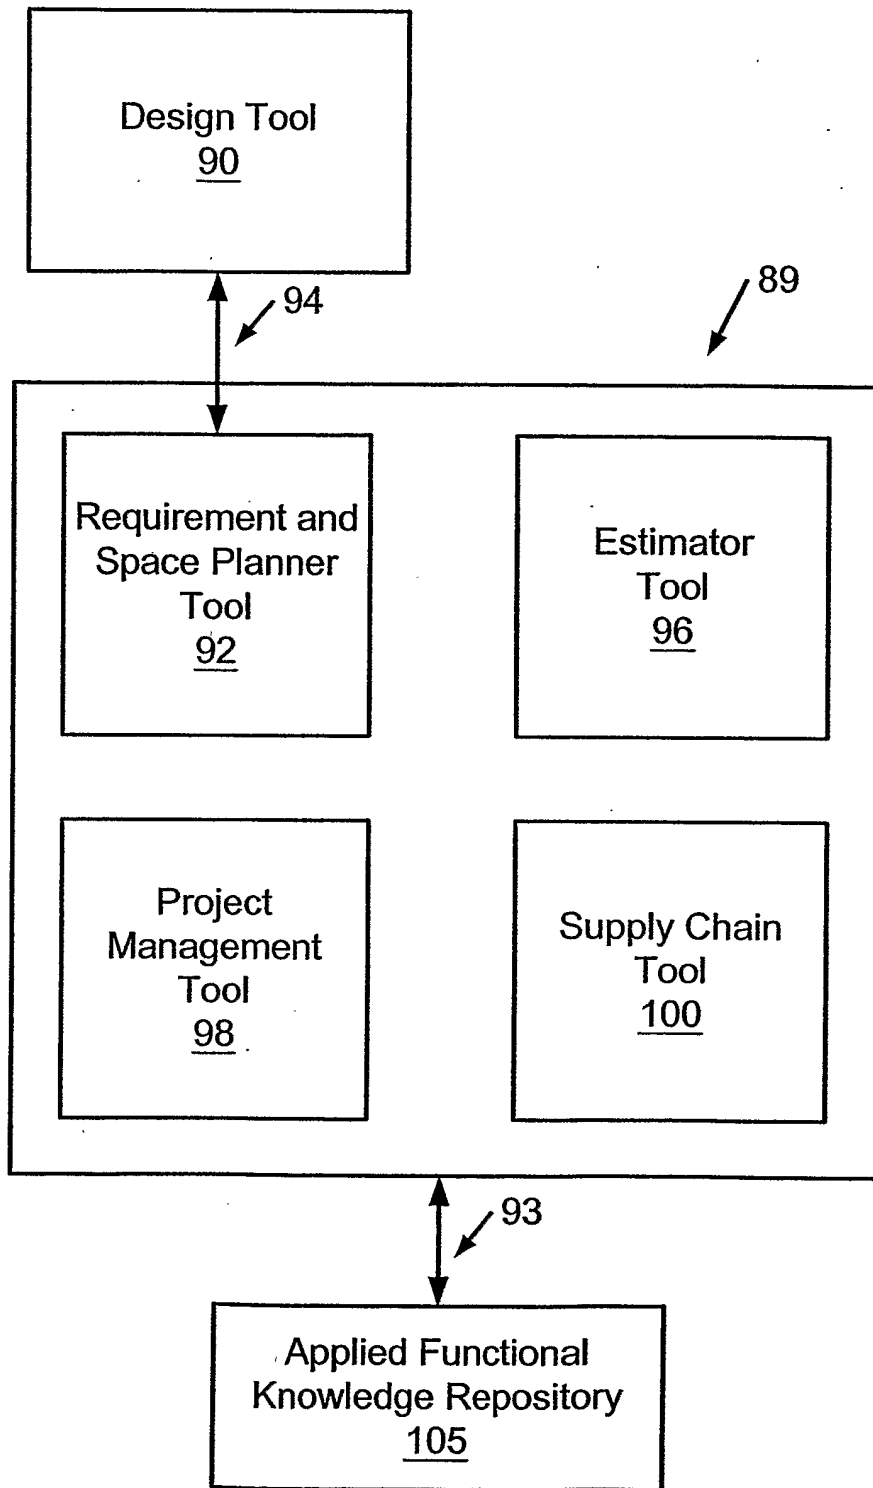 Design Tool
90
94
89
Requirement and
Space Planner
Tool
92
Estimator
Tool
96
Project
Management
Tool
98
Supply Chain
Tool
100
93
Applied Functional
Knowledge Repository
105